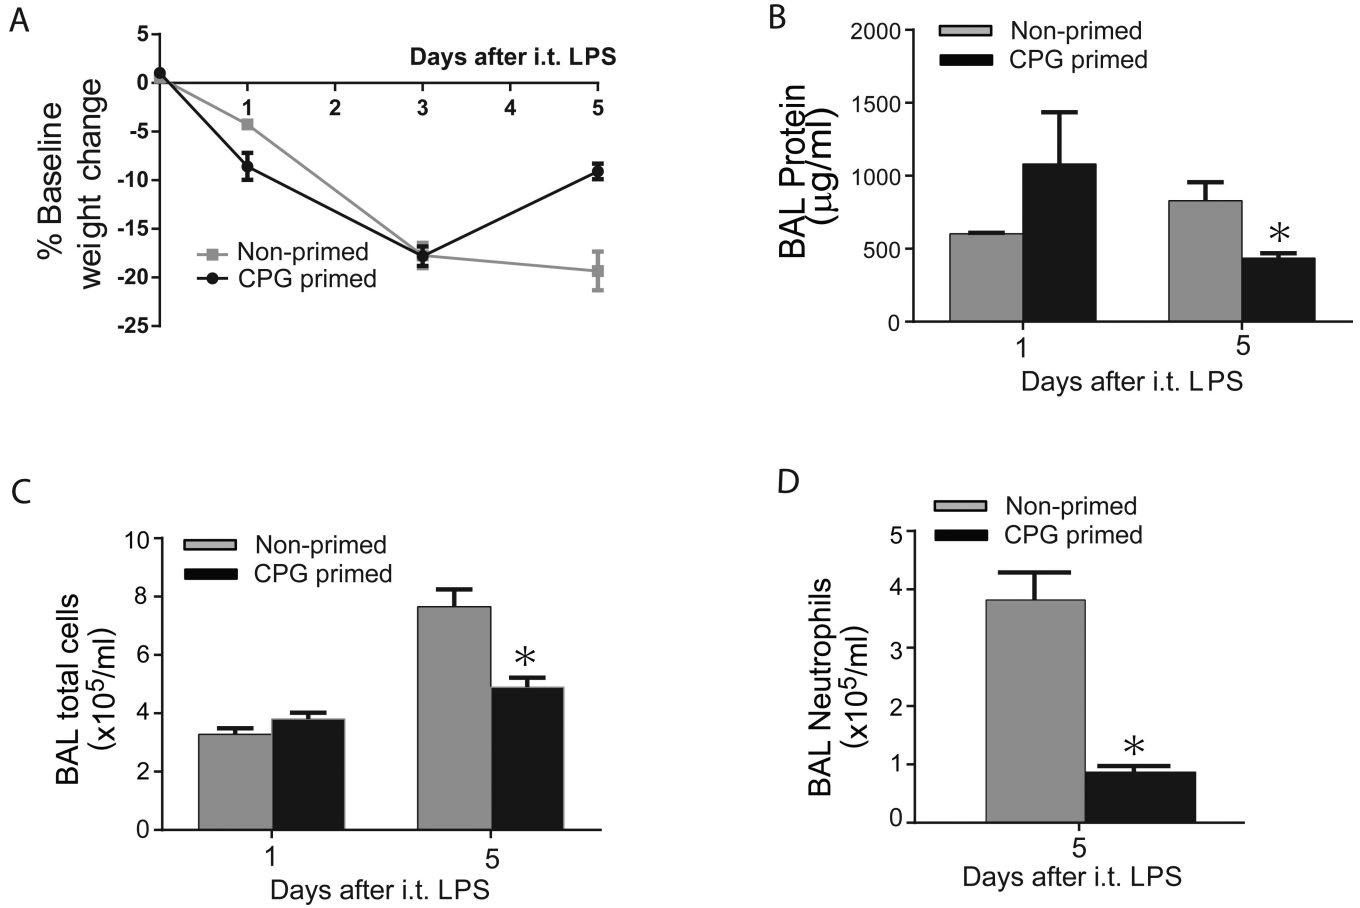 A
5
0
-5
-10
-15
-20
-25
% Baseline
weight change
Days after i.t. LPS
1 2 3 4 5
Non-primed
CPG primed
B
2000
1500
1000
500
0
BAL Protein
(µg/ml)
Non-primed
CPG primed
*
1 5
Days after i.t. LPS
C
10
8
6
4
2
0
BAL total cells
(x10⁵/ml)
Non-primed
CPG primed
*
1 5
Days after i.t. LPS
D
5
4
3
2
1
0
BAL Neutrophils
(x10⁵/ml)
Non-primed
CPG primed
*
5
Days after i.t. LPS